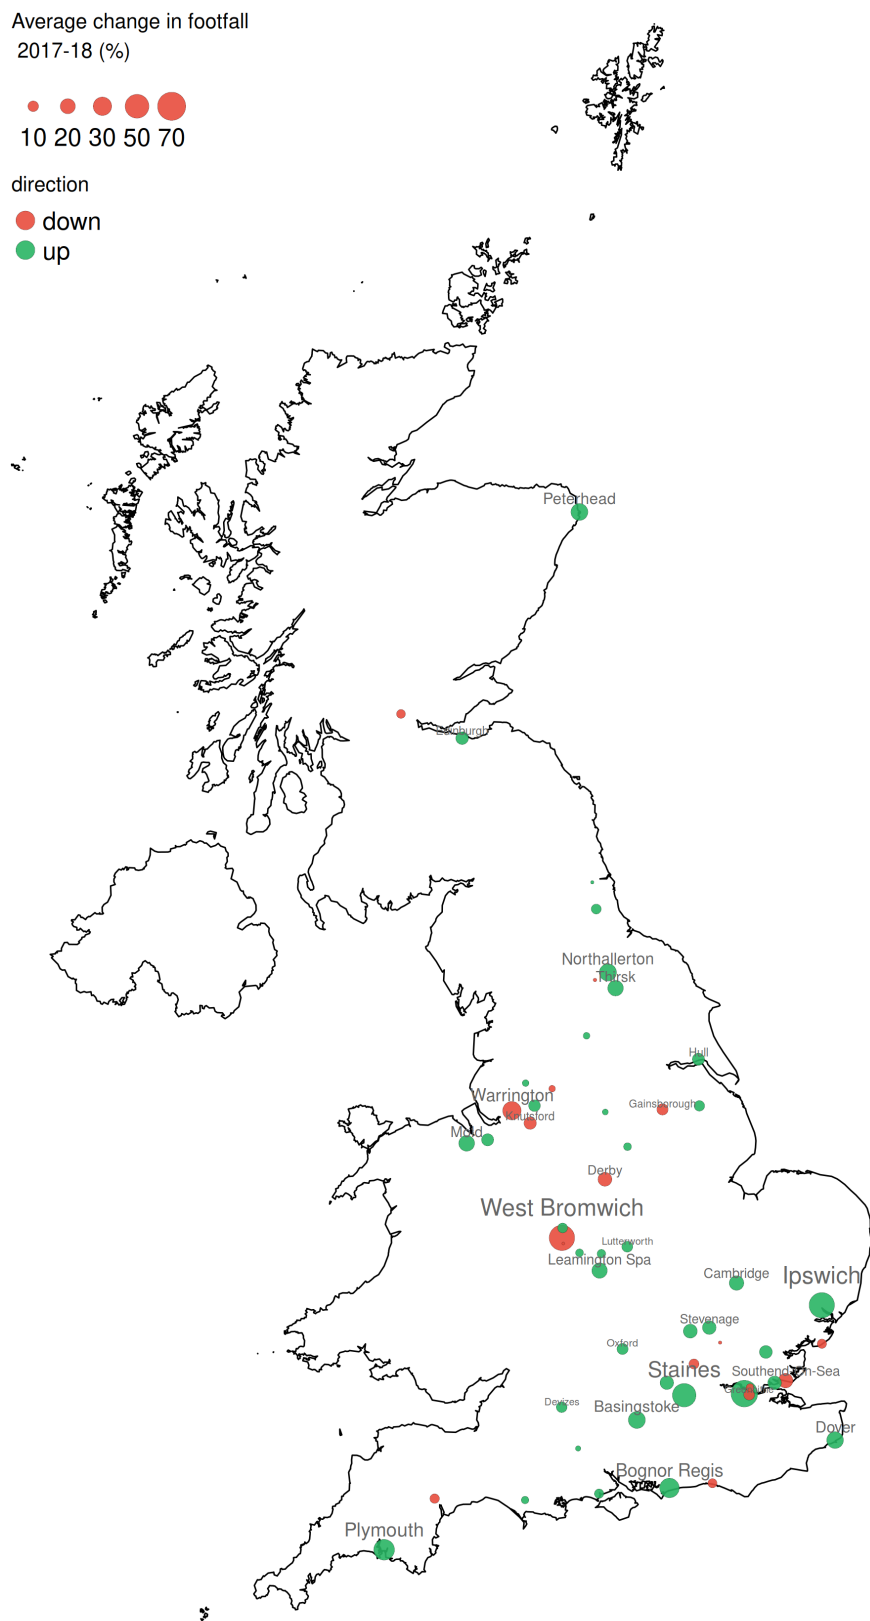 Average change in footfall
2017-18 (%)
10 20 30 50 70
direction
down
up
Peterhead
Edinburgh
Northallerton
Thirsk
Hull
Warrington
Gainsborough
Knutsford
Mold
Derby
West Bromwich
Lutterworth
Leamington Spa
Cambridge
Ipswich
Stevenage
Oxford
Staines
Southend-On-Sea
Devizes
Basingstoke
Dover
Bognor Regis
Plymouth